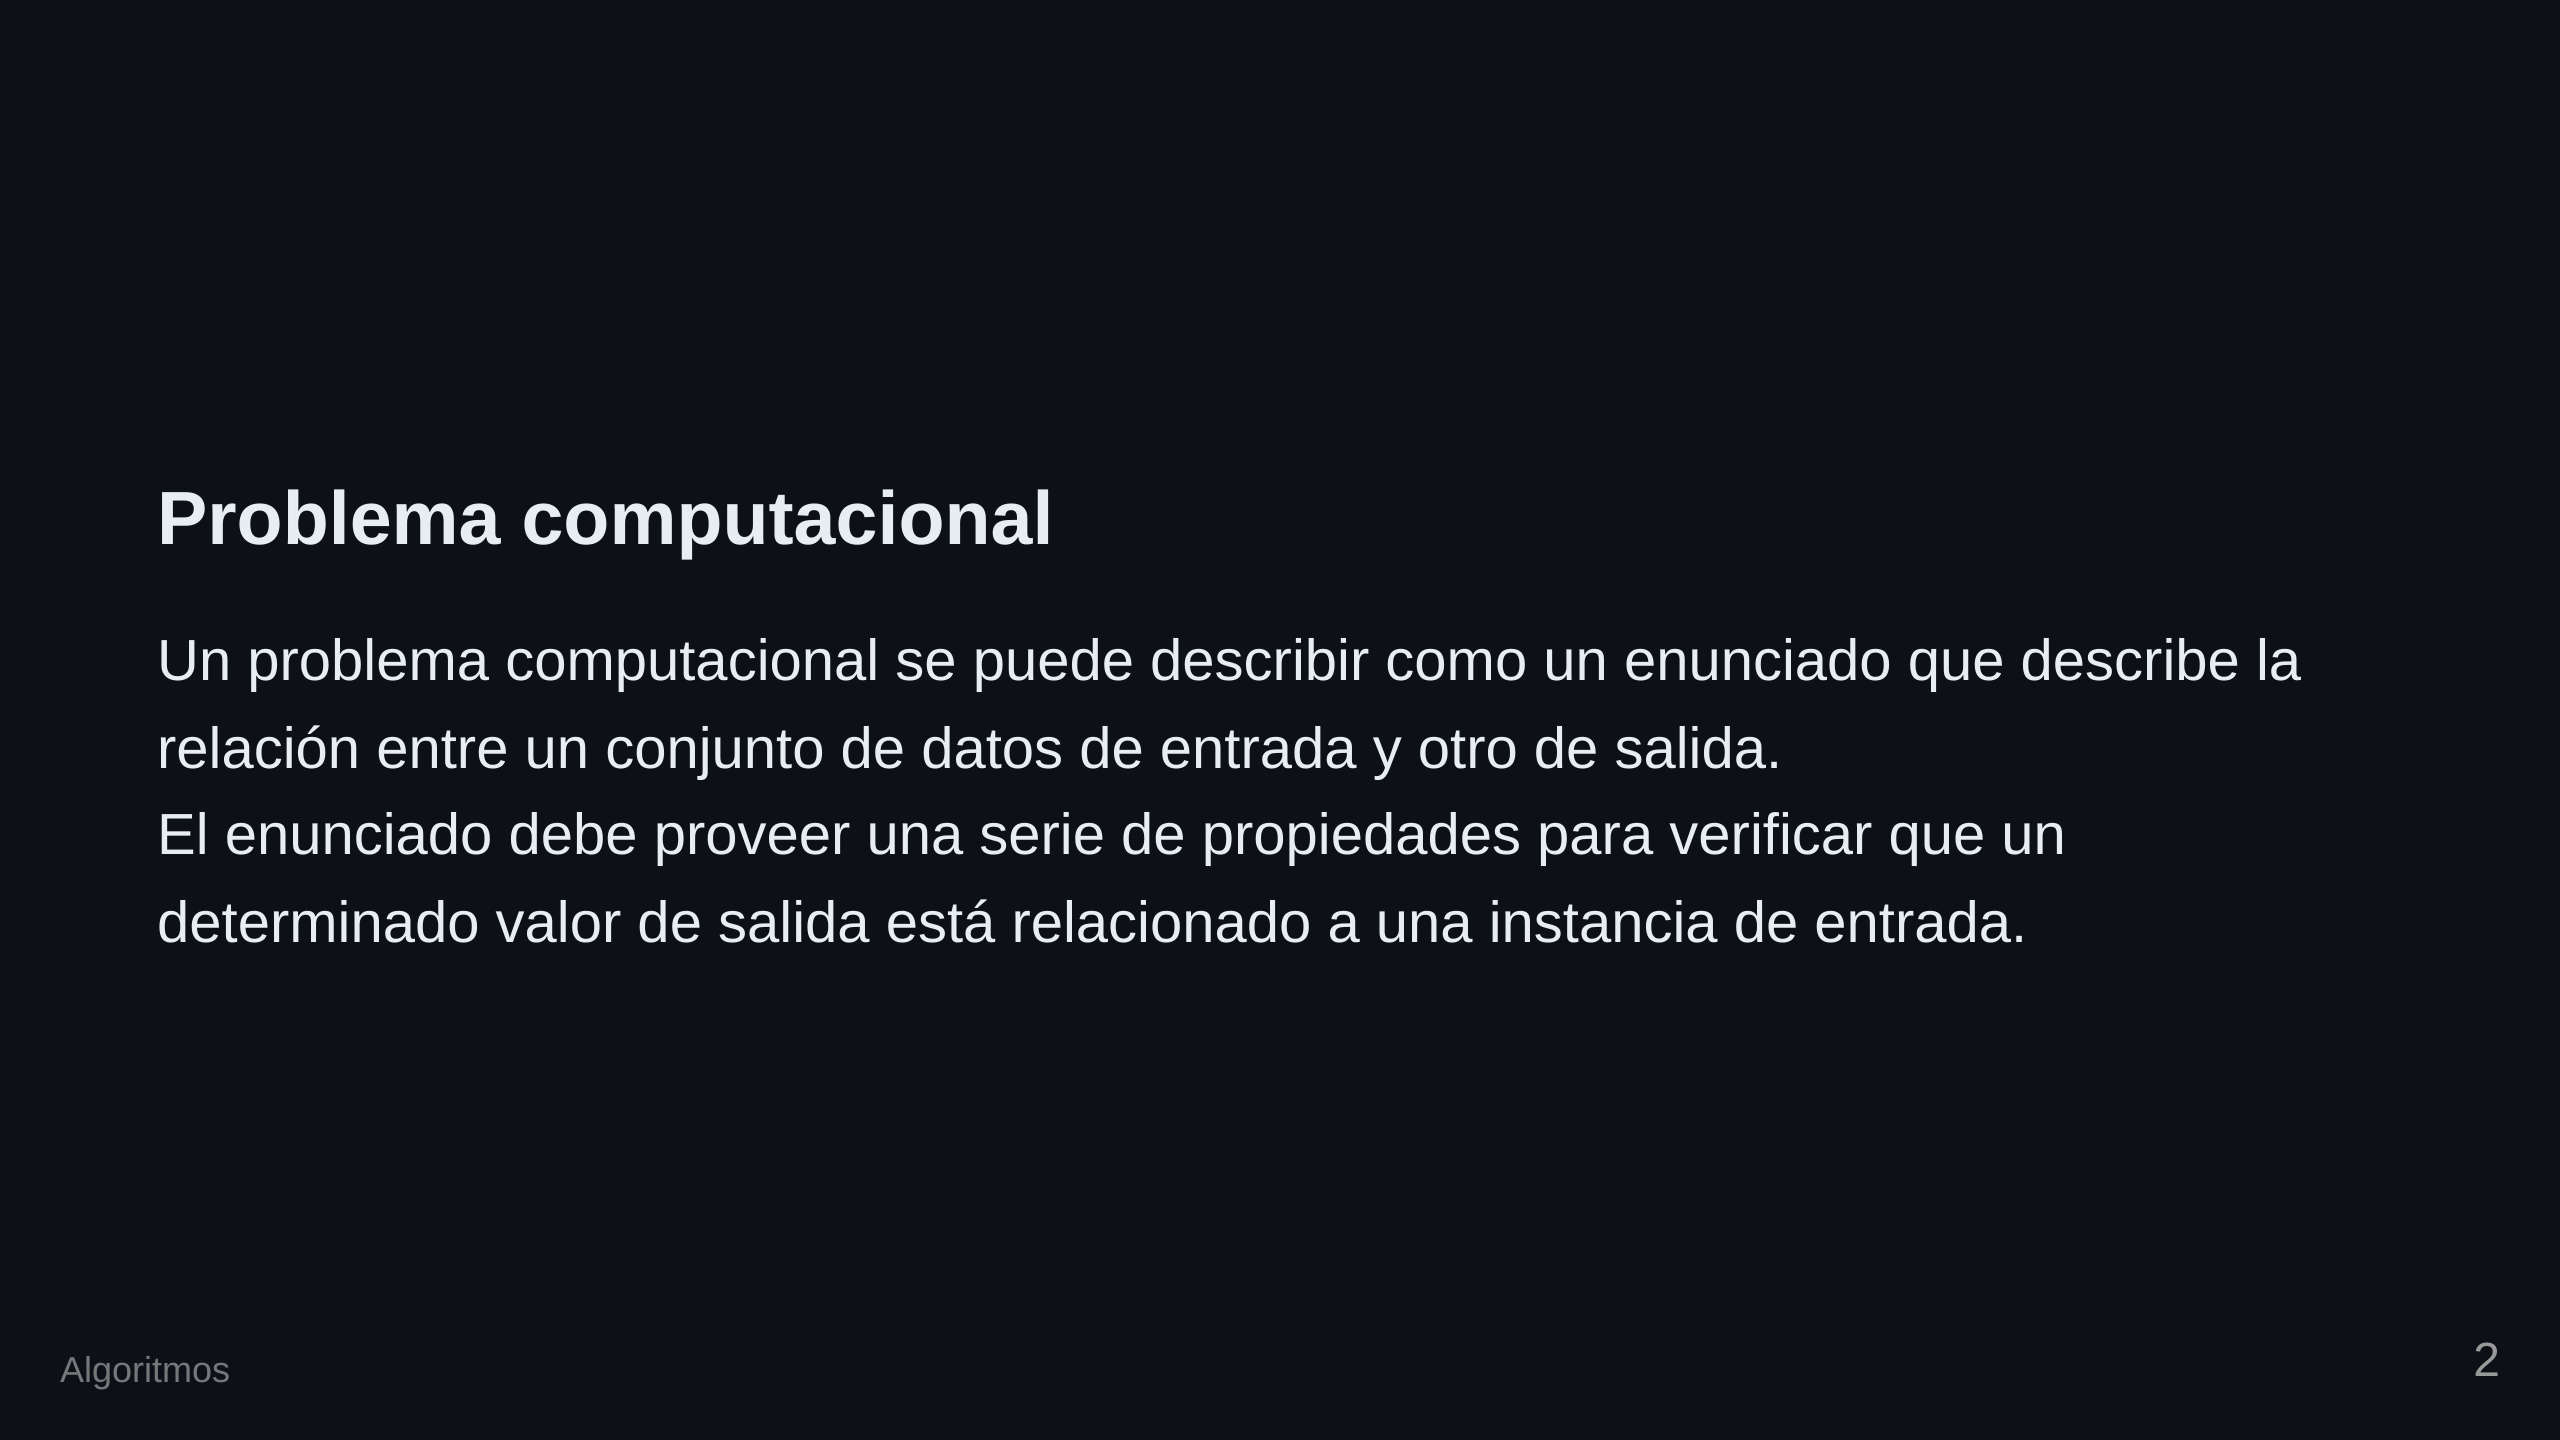 Problema computacional
Un problema computacional se puede describir como un enunciado que describe la
relación entre un conjunto de datos de entrada y otro de salida.
El enunciado debe proveer una serie de propiedades para verificar que un
determinado valor de salida está relacionado a una instancia de entrada.
Algoritmos
2